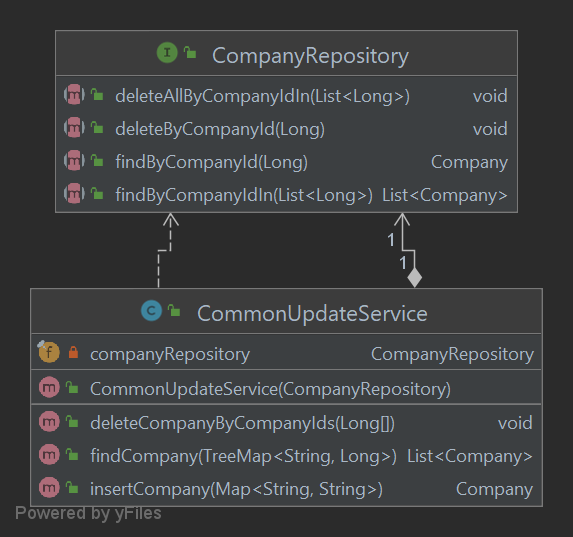 I CompanyRepository
m deleteAllByCompanyIdIn(List<Long>) void
m deleteByCompanyId(Long) void
m findByCompanyId(Long) Company
m findByCompanyIdIn(List<Long>) List<Company>
1
1
C CommonUpdateService
f companyRepository CompanyRepository
m CommonUpdateService(CompanyRepository)
m deleteCompanyByCompanyIds(Long[]) void
m findCompany(TreeMap<String, Long>) List<Company>
m insertCompany(Map<String, String>) Company
Powered by yFiles